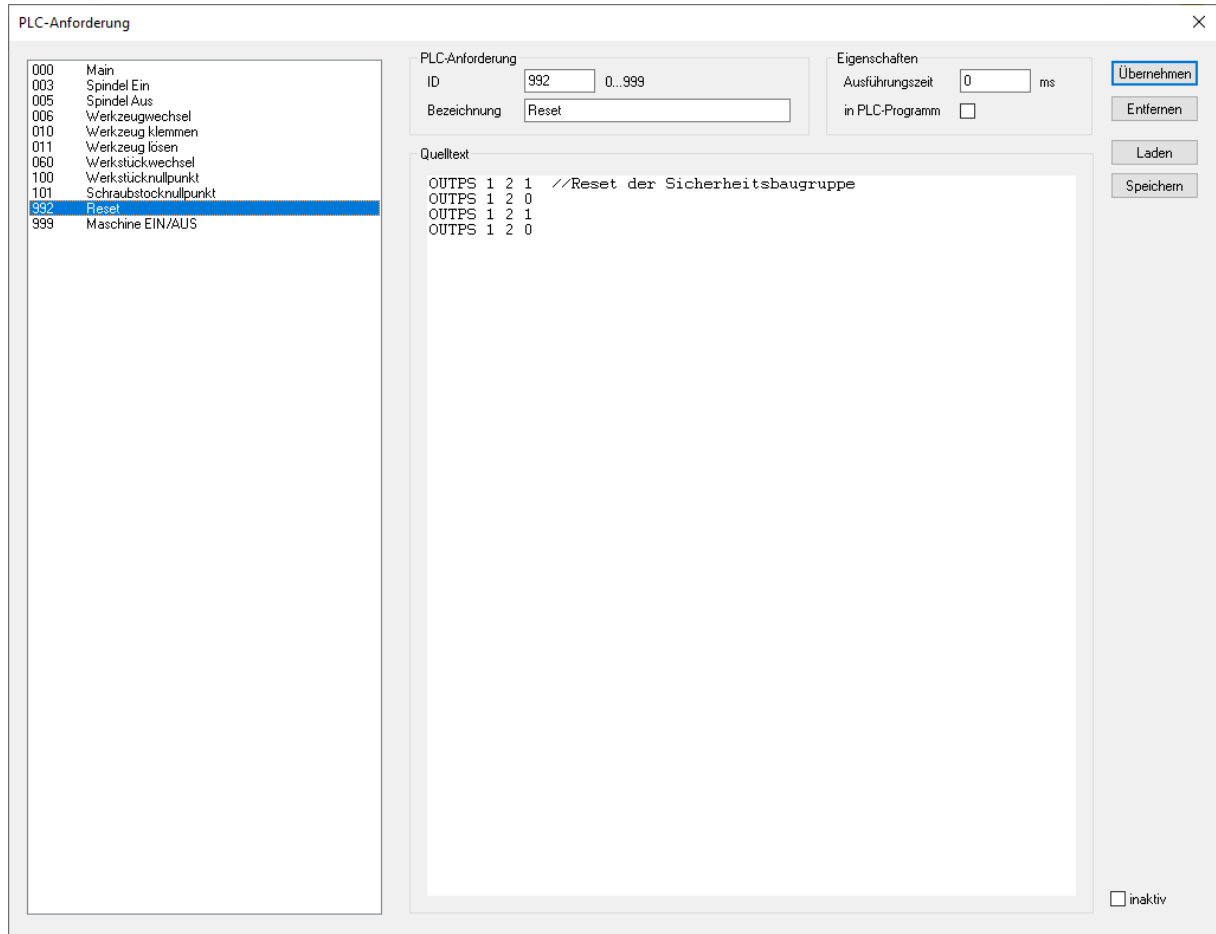 PLC-Anforderung
000 Main
003 Spindel Ein
005 Spindel Aus
006 Werkzeugwechsel
010 Werkzeug klemmen
011 Werkzeug lösen
060 Werkstückwechsel
100 Werkstücknullpunkt
101 Schraubstocknullpunkt
992 Reset
999 Maschine EIN/AUS
PLC-Anforderung
ID 992 0...999
Bezeichnung Reset
Eigenschaften
Ausführungszeit 0 ms
in PLC-Programm
Quelltext
OUTPS 1 2 1 //Reset der Sicherheitsbaugruppe
OUTPS 1 2 0
OUTPS 1 2 1
OUTPS 1 2 0
Übernehmen
Entfernen
Laden
Speichern
inaktiv